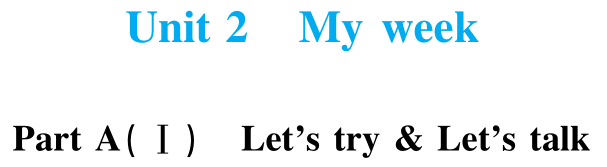 Unit 2 My week
Part A(Ⅰ) Let's try & Let's talk